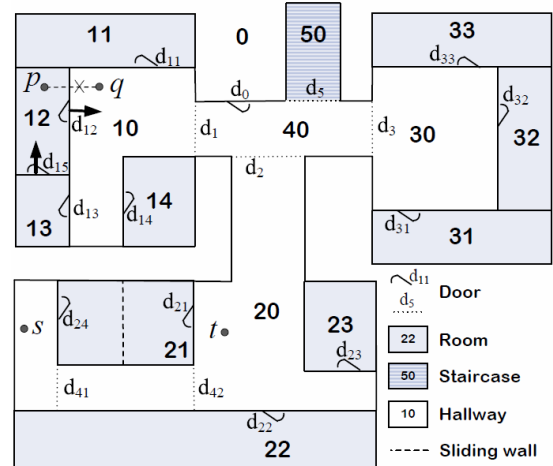 11
0
50
33
d11
d33
p
q
d0
d5
d32
12
d12
10
d1
40
d3
30
32
d15
d2
14
13
d13
d14
d31
31
d11
Door
d5
20
d24
d21
s
t
21
23
22
Room
d23
50
Staircase
d41
d42
10
Hallway
d22
22
Sliding wall